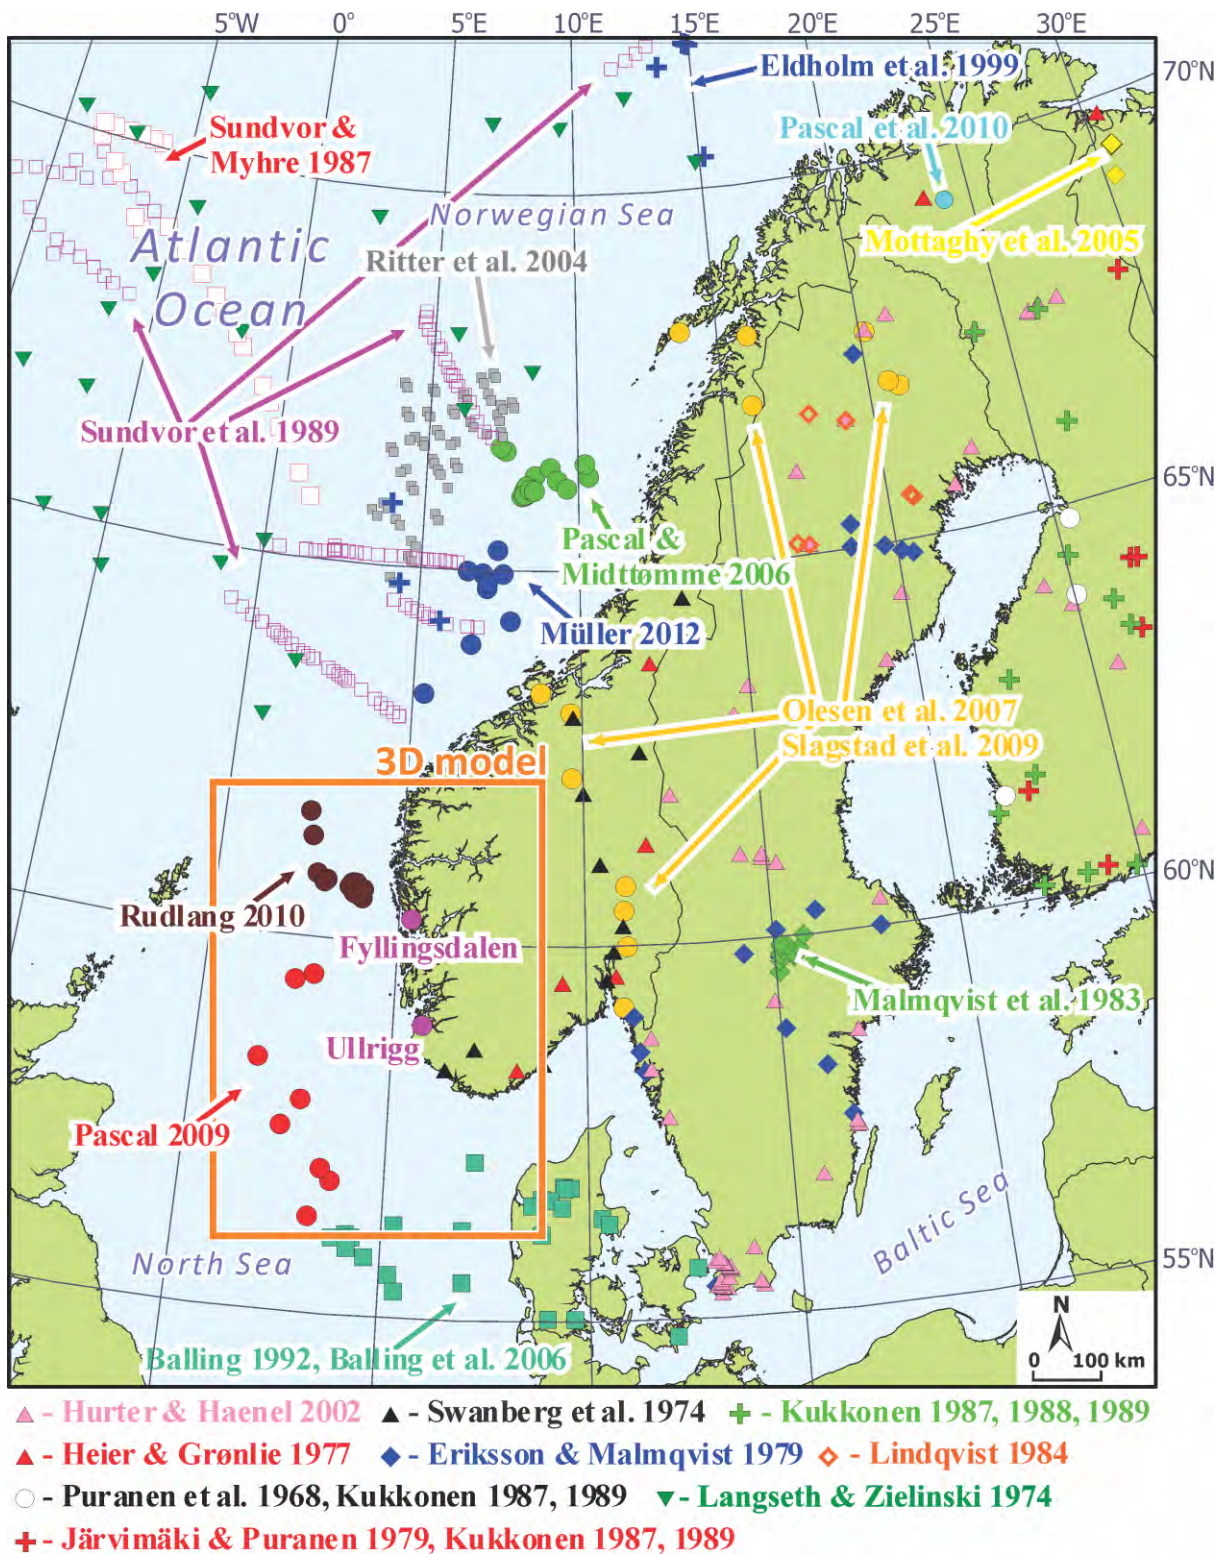 5°W 0° 5°E 10°E 15°E 20°E 25°E 30°E
70°N
Eldholm et al. 1999
Sundvor &
Myhre 1987
Pascal et al. 2010
Norwegian Sea
Mottaghy et al. 2005
Atlantic
Ocean
Ritter et al. 2004
Sundvor et al. 1989
65°N
Pascal &
Midttømme 2006
Müller 2012
Olesen et al. 2007
Slagstad et al. 2009
3D model
60°N
Rudlang 2010
Fyllingsdalen
Malmqvist et al. 1983
Ullrigg
Pascal 2009
Baltic Sea
North Sea
55°N
N
0 100 km
Balling 1992, Balling et al. 2006
- Hurter & Haenel 2002 - Swanberg et al. 1974 - Kukkonen 1987, 1988, 1989
- Heier & Grønlie 1977 - Eriksson & Malmqvist 1979 - Lindqvist 1984
- Puranen et al. 1968, Kukkonen 1987, 1989 - Langseth & Zielinski 1974
- Järvimäki & Puranen 1979, Kukkonen 1987, 1989